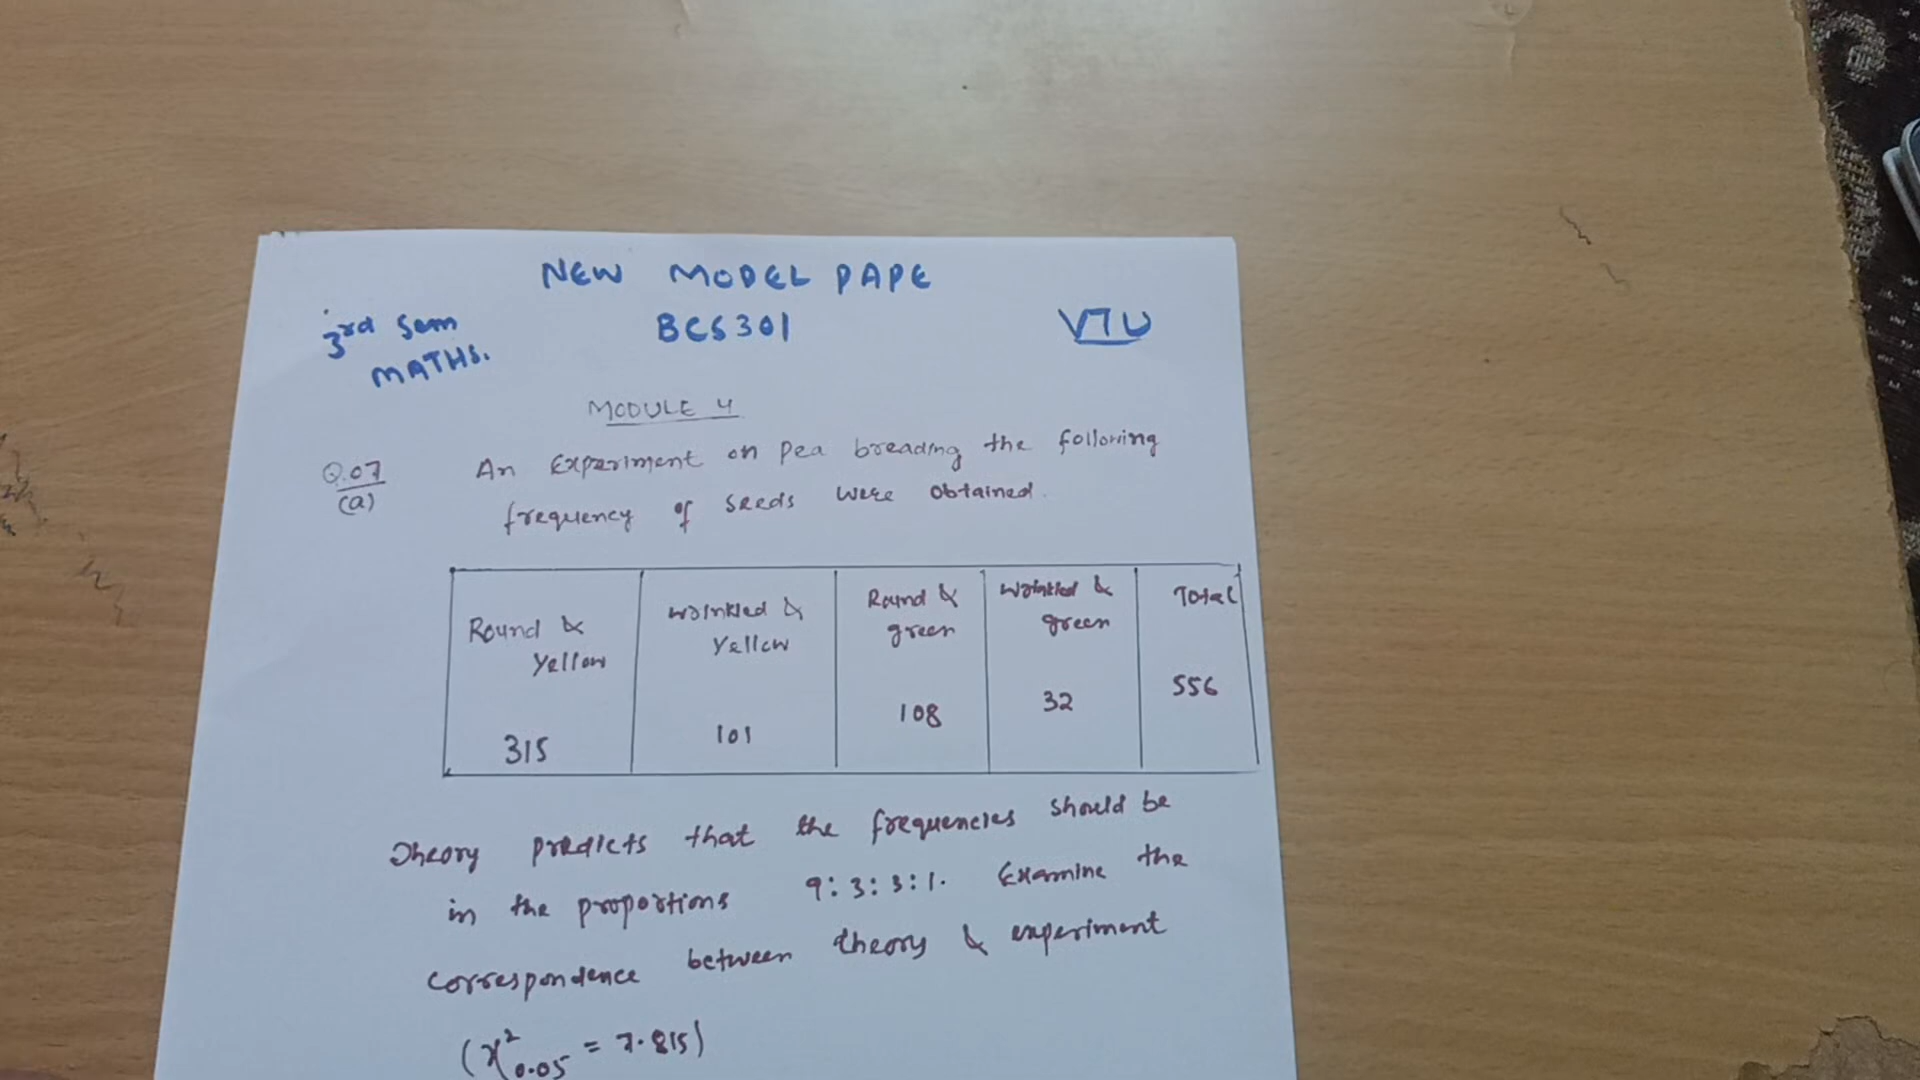 NEW MODEL PAPE
3rd Sem BCS301 VTU
MATHS.
MODULE 4
Q.07 An Experiment on Pea breading the following
(a) frequency of seeds were obtained.
Round & Yellow
Wrinkled & Yellow
Round & green
Wrinkled & green
Total
315 101 108 32 556
Theory predicts that the frequencies should be
in the proportions 9:3:3:1. Examine the
correspondence between theory & experiment
(χ²0.05 = 7.815)